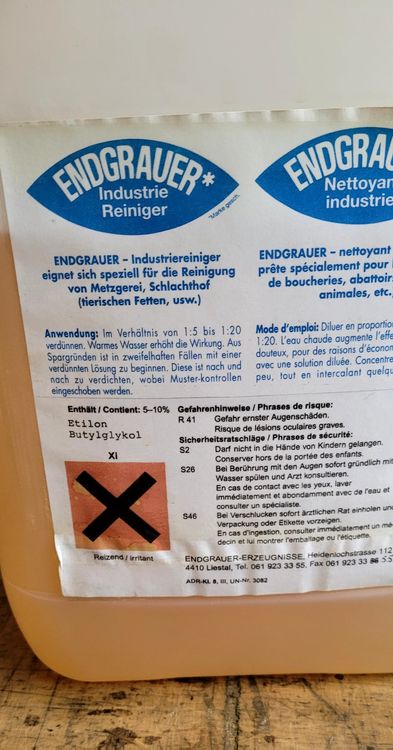 ENDGRAUER*
Industrie
Reiniger
*Marke gesch.
ENDGRAUER – Industriereiniger
eignet sich speziell für die Reinigung
von Metzgerei, Schlachthof
(tierischen Fetten, usw.)
Anwendung: Im Verhältnis von 1:5 bis 1:20
verdünnen. Warmes Wasser erhöht die Wirkung. Aus
Spargründen ist in zweifelhaften Fällen mit einer
verdünnten Lösung zu beginnen. Diese ist nach und
nach zu verdichten, wobei Muster-kontrollen
eingeschoben werden.
ENDGRAU
Nettoyan
industrie
ENDGRAUER – nettoyant
prête spécialement pour
de boucheries, abattoir
animales, etc.
Mode d'emploi: Diluer en proportio
1:20. L'eau chaude augmente l'effe
douteux, pour des raisons d'économ
avec une solution diluée. Concentre
peu, tout en intercalant quelqu
Enthält / Content: 5–10%
Etilon
Butylglykol
Xi
Reizend / irritant
Gefahrenhinweise / Phrases de risque:
R 41 Gefahr ernster Augenschäden.
Risque de lésions oculaires graves.
Sicherheitsratschläge / Phrases de sécurité:
S2 Darf nicht in die Hände von Kindern gelangen.
Conserver hors de la portée des enfants.
S26 Bei Berührung mit den Augen sofort gründlich mit
Wasser spülen und Arzt konsultieren.
En cas de contact avec les yeux, laver
immédiatement et abondamment avec de l'eau et
consulter un spécialiste.
S46 Bei Verschlucken sofort ärztlichen Rat einholen und
Verpackung oder Etikette vorzeigen.
En cas d'ingestion, consulter immédiatement un mé-
decin et lui montrer l'emballage ou l'étiquette.
ENDGRAUER-ERZEUGNISSE, Heidenlochstrasse 112
4410 Liestal, Tel. 061 923 33 55. Fax 061 923 33
ADR-KL 8, III, UN-Nr. 3082